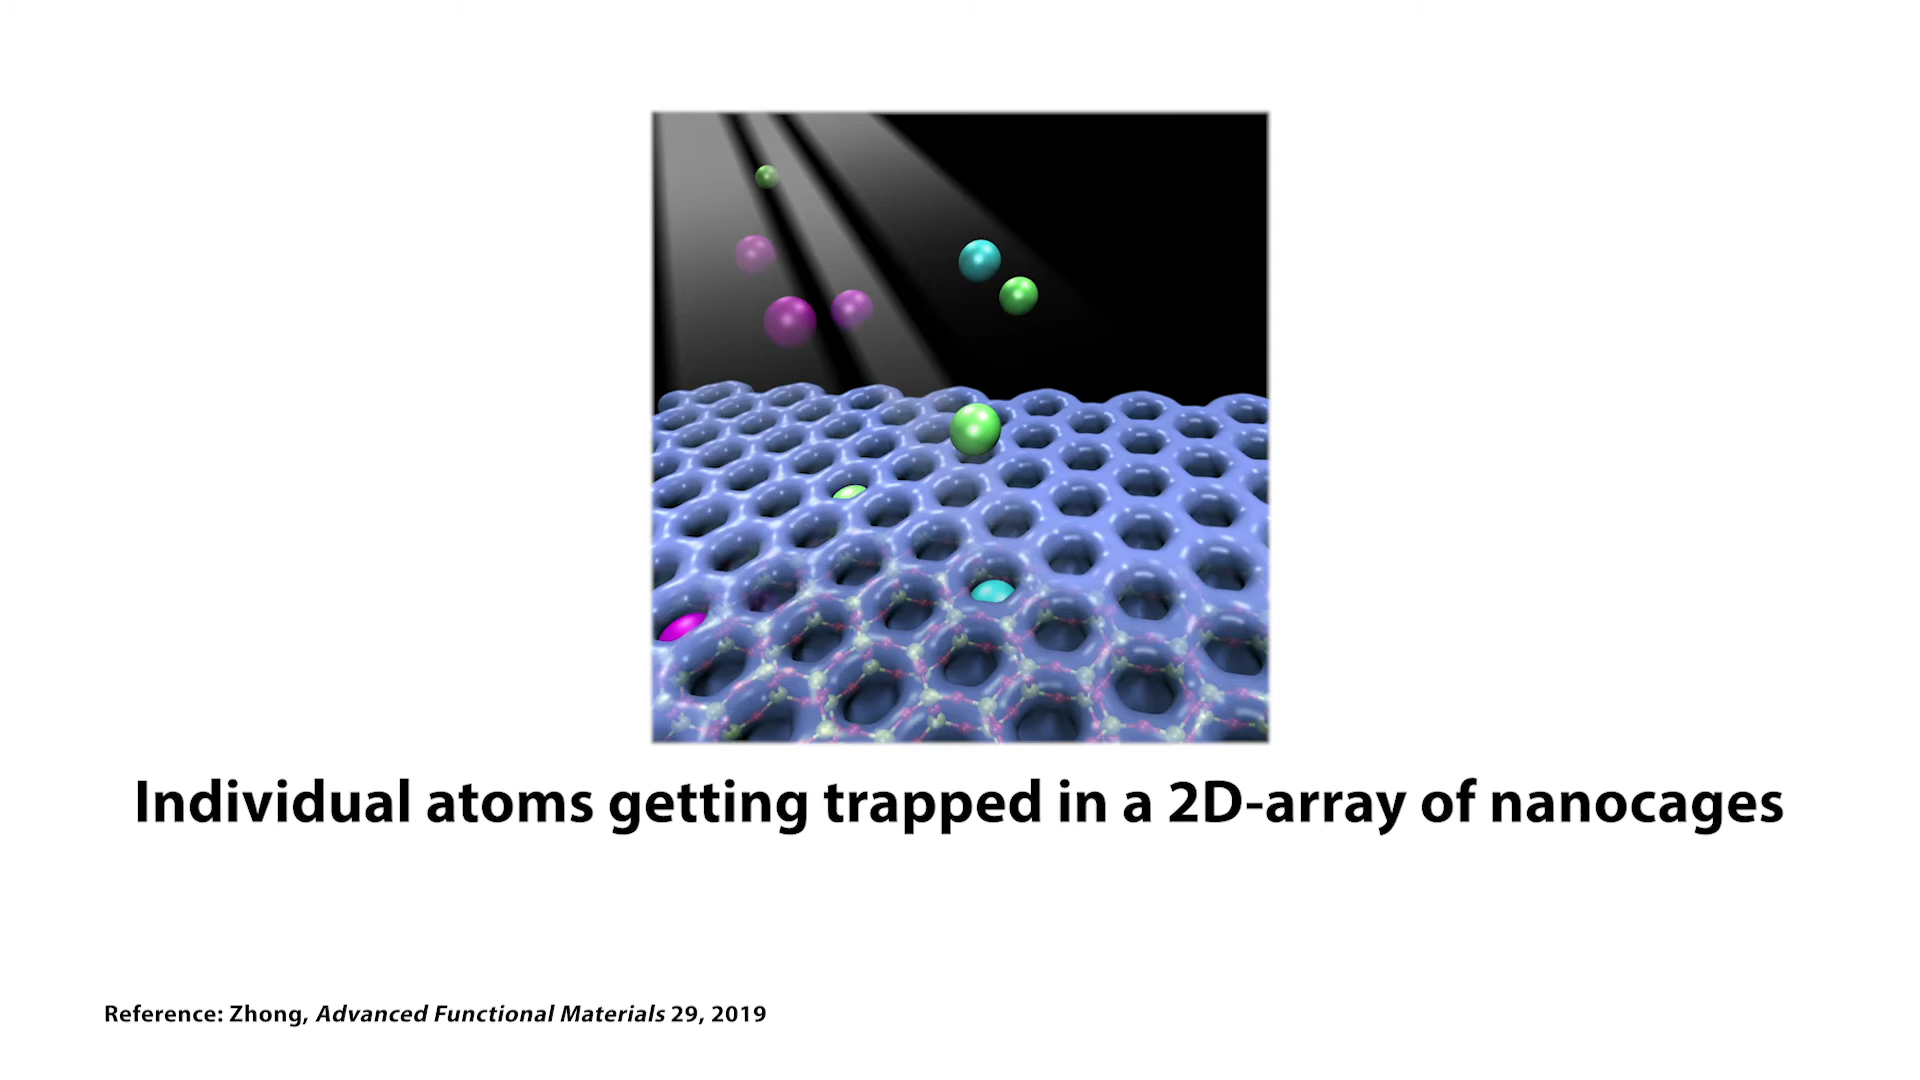 Individual atoms getting trapped in a 2D-array of nanocages
Reference: Zhong, Advanced Functional Materials 29, 2019